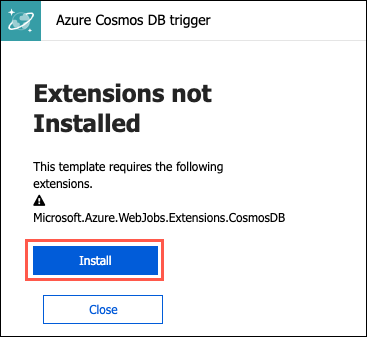 Azure Cosmos DB trigger
Extensions not
Installed
This template requires the following
extensions.
Microsoft.Azure.WebJobs.Extensions.CosmosDB
Install
Close